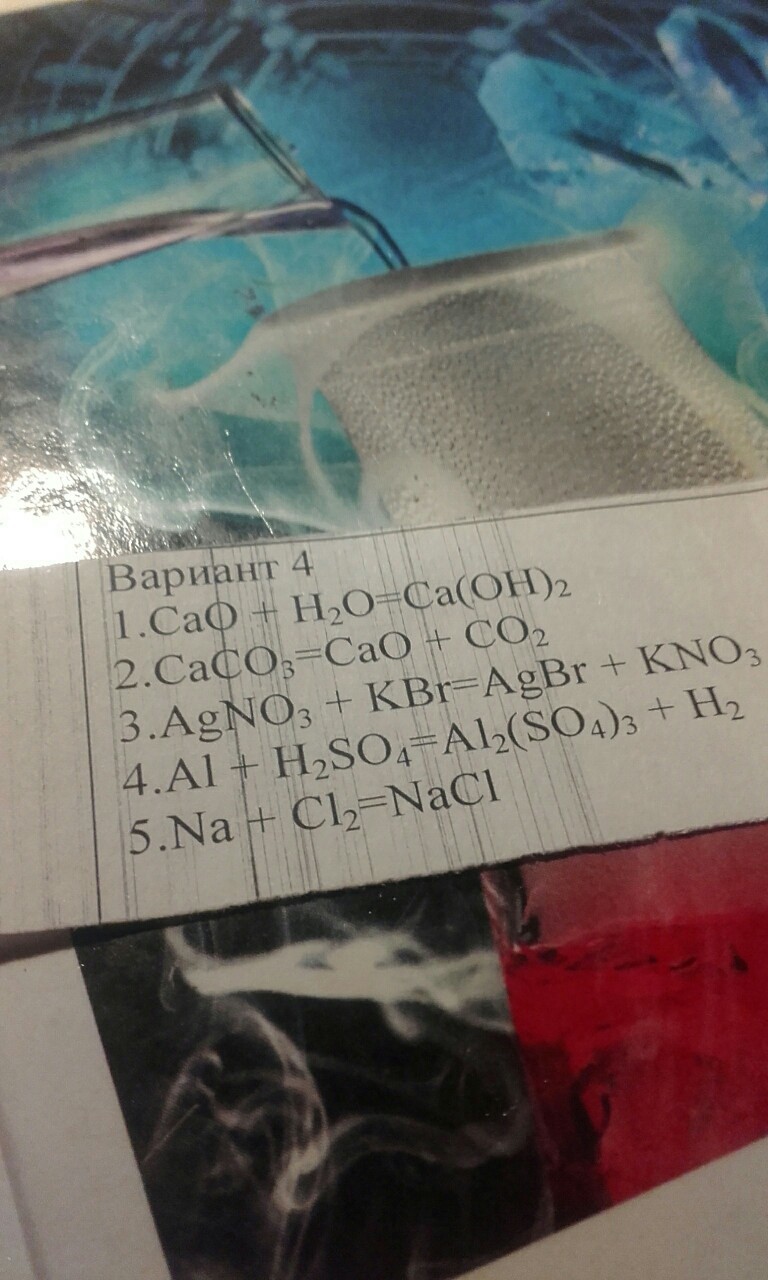 Вариант 4
1.CaO + H₂O=Ca(OH)₂
2.CaCO₃=CaO + CO₂
3.AgNO₃ + KBr=AgBr + KNO₃
4.Al + H₂SO₄=Al₂(SO₄)₃ + H₂
5.Na + Cl₂=NaCl